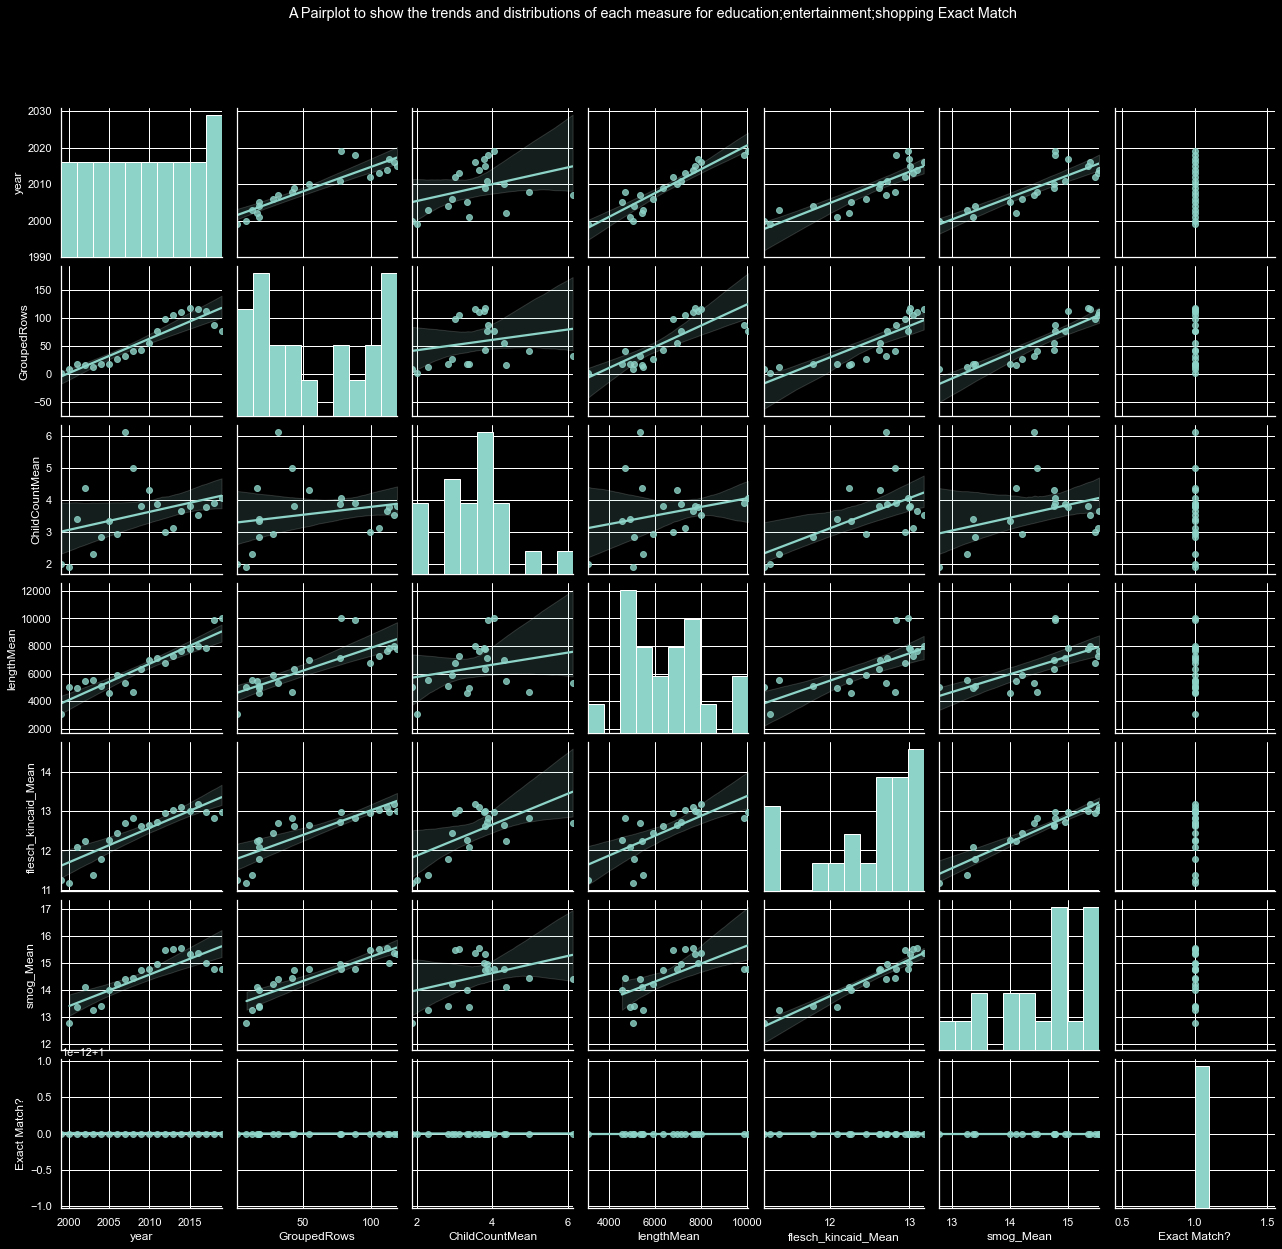 A Pairplot to show the trends and distributions of each measure for education;entertainment;shopping Exact Match
2030
2020
2010
2000
1990
year
150
100
50
0
−50
GroupedRows
6
5
4
3
2
ChildCountMean
12000
10000
8000
6000
4000
2000
lengthMean
14
13
12
11
flesch_kincaid_Mean
17
16
15
14
13
12
smog_Mean
1e−12+1
1.0
0.5
0.0
−0.5
−1.0
Exact Match?
2000 2005 2010 2015
year
50 100
GroupedRows
2 4 6
ChildCountMean
4000 6000 8000 10000
lengthMean
12 13
flesch_kincaid_Mean
13 14 15
smog_Mean
0.5 1.0 1.5
Exact Match?